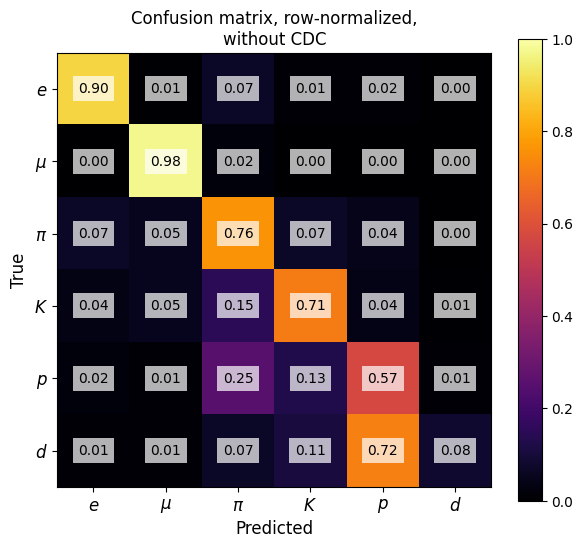 Confusion matrix, row-normalized,
without CDC
True
e 0.90 0.01 0.07 0.01 0.02 0.00
μ 0.00 0.98 0.02 0.00 0.00 0.00
π 0.07 0.05 0.76 0.07 0.04 0.00
K 0.04 0.05 0.15 0.71 0.04 0.01
p 0.02 0.01 0.25 0.13 0.57 0.01
d 0.01 0.01 0.07 0.11 0.72 0.08
e μ π K p d
Predicted
1.0
0.8
0.6
0.4
0.2
0.0